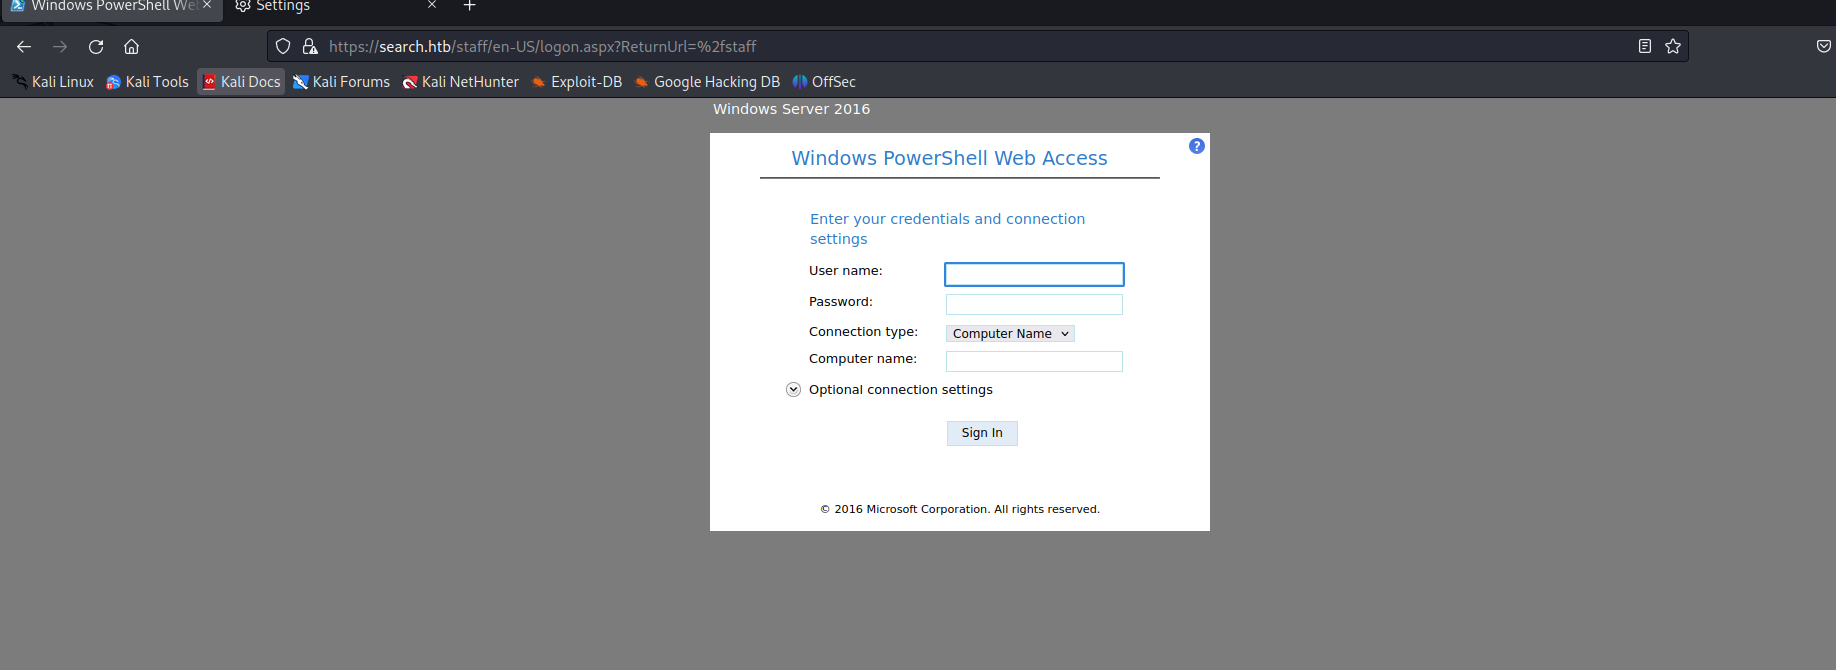 Windows PowerShell We
Settings
https://search.htb/staff/en-US/logon.aspx?ReturnUrl=%2fstaff
Kali Linux Kali Tools Kali Docs Kali Forums Kali NetHunter Exploit-DB Google Hacking DB OffSec
Windows Server 2016
?
Windows PowerShell Web Access
Enter your credentials and connection
settings
User name:
Password:
Connection type: Computer Name
Computer name:
Optional connection settings
Sign In
© 2016 Microsoft Corporation. All rights reserved.